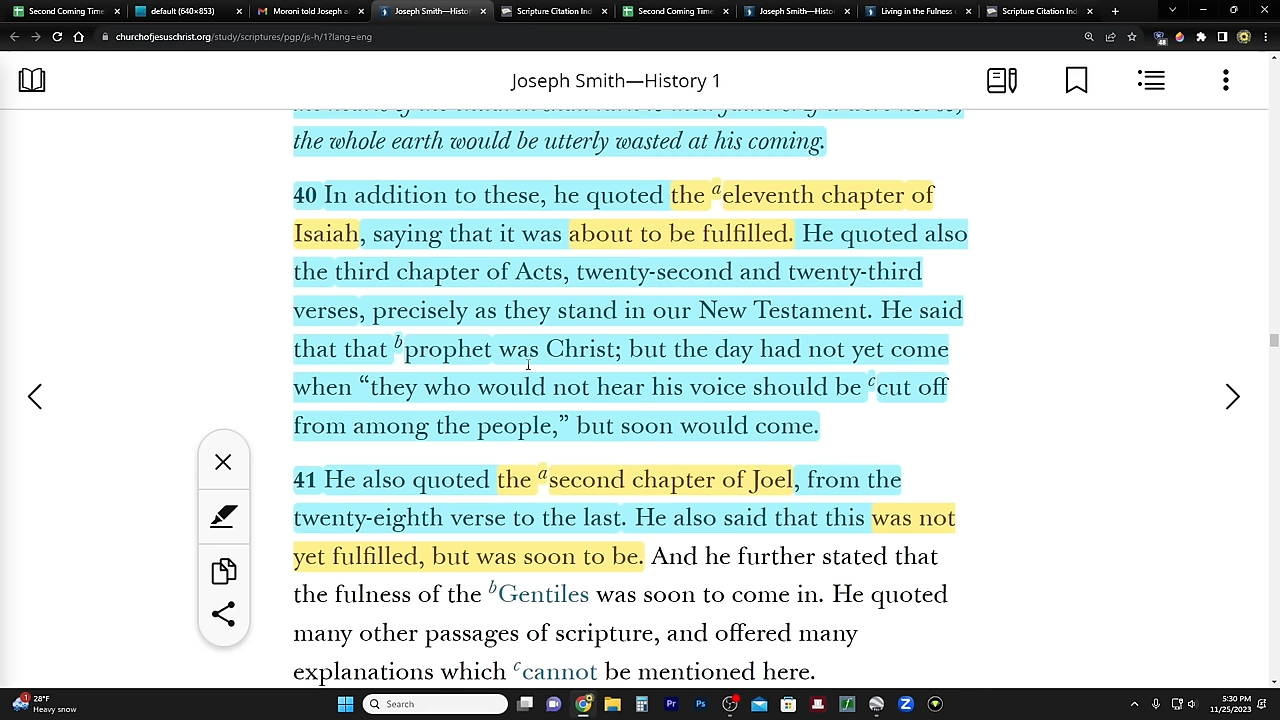 Second Coming Time
default (640×853)
Moroni told Joseph a
Joseph Smith—Histor
Scripture Citation Ind
Second Coming Time
Joseph Smith—Histor
Living in the Fulness o
Scripture Citation Ind
churchofjesuschrist.org/study/scriptures/pgp/js-h/1?lang=eng
48
Joseph Smith—History 1
the whole earth would be utterly wasted at his coming.
40 In addition to these, he quoted the a eleventh chapter of
Isaiah, saying that it was about to be fulfilled. He quoted also
the third chapter of Acts, twenty-second and twenty-third
verses, precisely as they stand in our New Testament. He said
that that b prophet was Christ; but the day had not yet come
when “they who would not hear his voice should be c cut off
from among the people,” but soon would come.
41 He also quoted the a second chapter of Joel, from the
twenty-eighth verse to the last. He also said that this was not
yet fulfilled, but was soon to be. And he further stated that
the fulness of the b Gentiles was soon to come in. He quoted
many other passages of scripture, and offered many
explanations which c cannot be mentioned here.
1
28°F
Heavy snow
Search
Pr
Ps
5:30 PM
11/25/2023